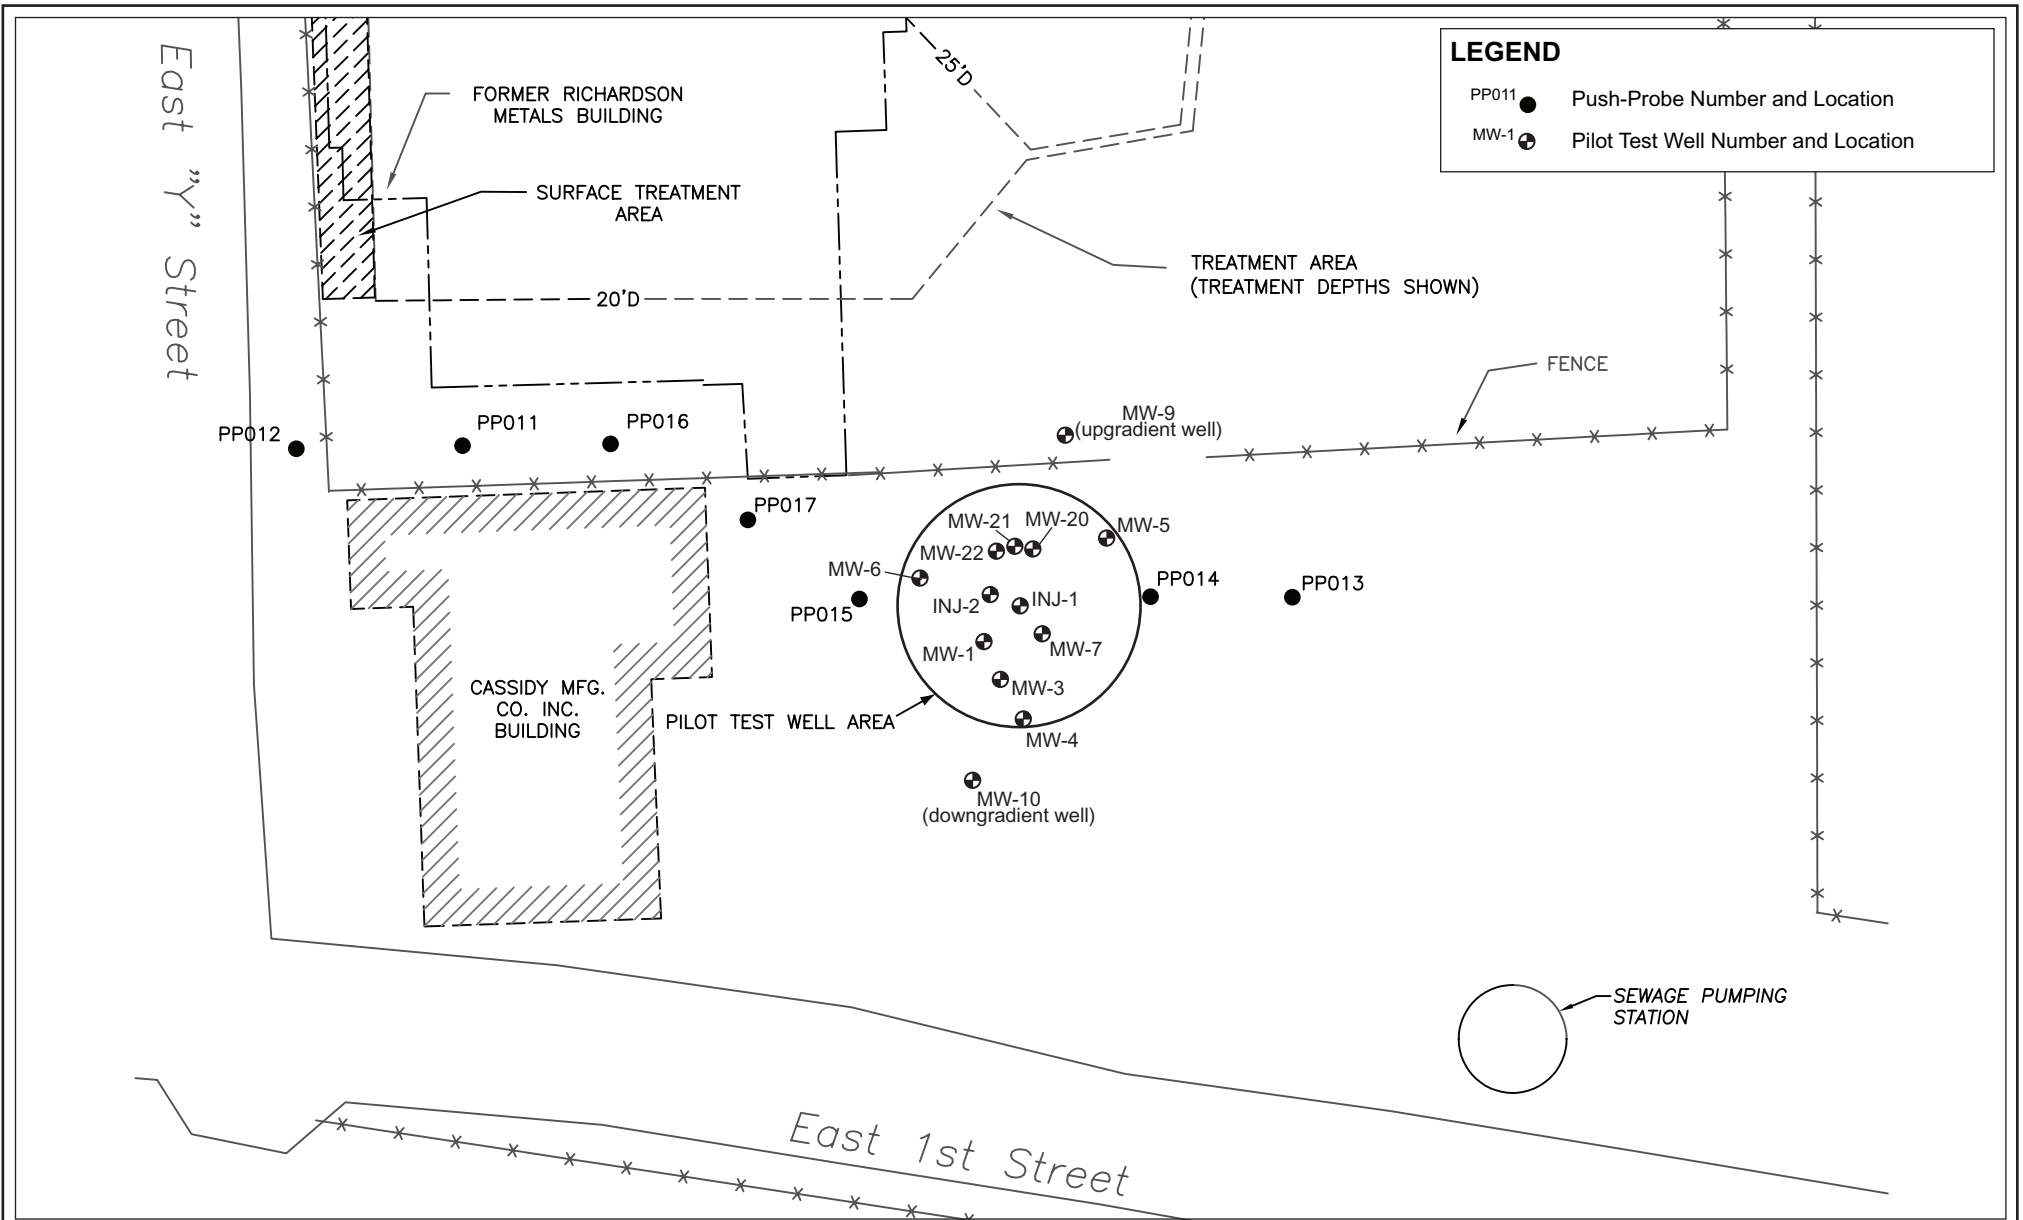 LEGEND
PP011 Push-Probe Number and Location
MW-1 Pilot Test Well Number and Location
East "Y" Street
FORMER RICHARDSON
METALS BUILDING
SURFACE TREATMENT
AREA
25'D
20'D
TREATMENT AREA
(TREATMENT DEPTHS SHOWN)
FENCE
PP012
PP011
PP016
MW-9
(upgradient well)
PP017
MW-21
MW-20
MW-5
MW-22
MW-6
PP014
PP013
PP015
INJ-2
INJ-1
MW-1
MW-7
MW-3
CASSIDY MFG.
CO. INC.
BUILDING
PILOT TEST WELL AREA
MW-4
MW-10
(downgradient well)
SEWAGE PUMPING
STATION
East 1st Street